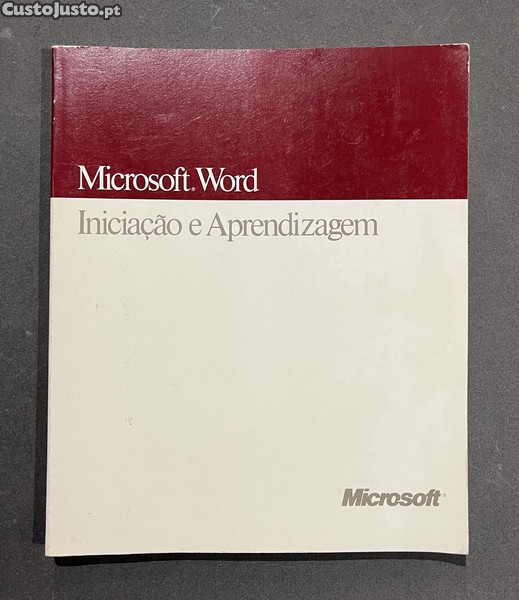 CustoJusto.pt
Microsoft® Word
Iniciação e Aprendizagem
Microsoft®